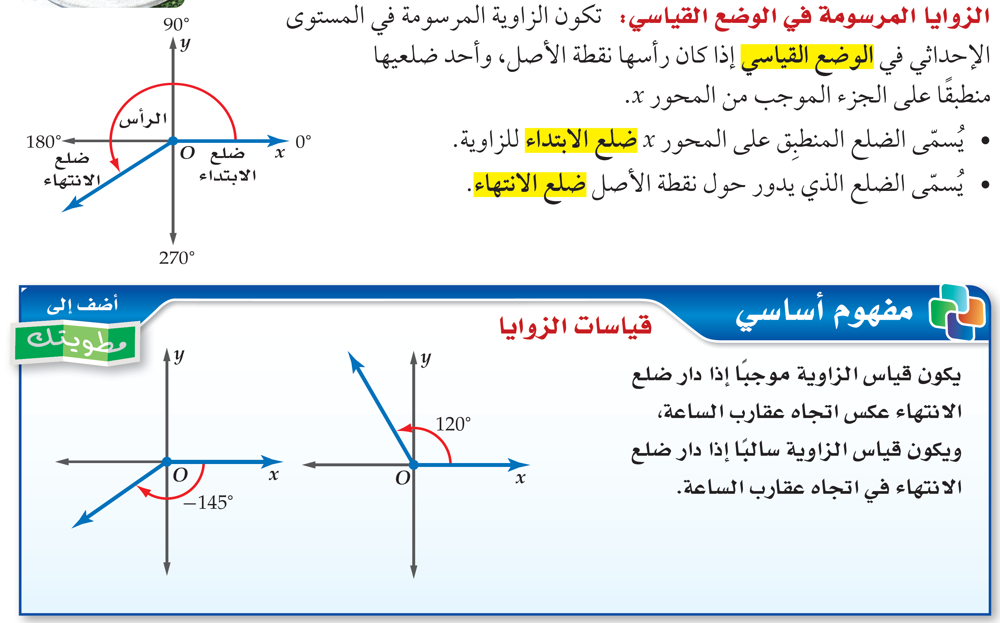 الزوايا المرسومة في الوضع القياسي: تكون الزاوية المرسومة في المستوى
الإحداثي في الوضع القياسي إذا كان رأسها نقطة الأصل، وأحد ضلعيها
منطبقًا على الجزء الموجب من المحور x.
• يُسمّى الضلع المنطبِق على المحور x ضلع الابتداء للزاوية.
• يُسمّى الضلع الذي يدور حول نقطة الأصل ضلع الانتهاء.
90°
y
الرأس
180°
0°
O
x
ضلع
الابتداء
ضلع
الانتهاء
270°
مفهوم أساسي
أضف إلى
مطويتك
قياسات الزوايا
يكون قياس الزاوية موجبًا إذا دار ضلع
الانتهاء عكس اتجاه عقارب الساعة،
ويكون قياس الزاوية سالبًا إذا دار ضلع
الانتهاء في اتجاه عقارب الساعة.
y
120°
O
x
y
O
x
−145°